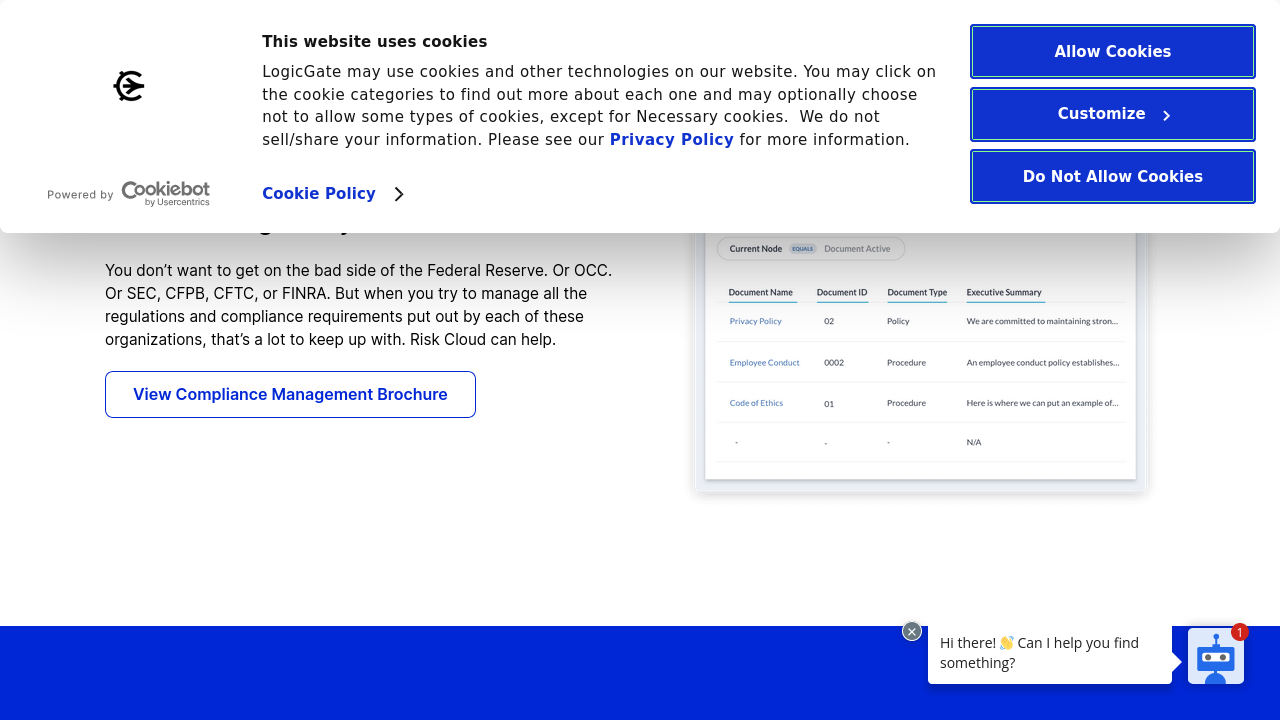 This website uses cookies
LogicGate may use cookies and other technologies on our website. You may click on
the cookie categories to find out more about each one and may optionally choose
not to allow some types of cookies, except for Necessary cookies.  We do not
sell/share your information. Please see our Privacy Policy for more information.
Powered by Cookiebot
by Usercentrics
Cookie Policy
Allow Cookies
Customize
Do Not Allow Cookies
You don’t want to get on the bad side of the Federal Reserve. Or OCC.
Or SEC, CFPB, CFTC, or FINRA. But when you try to manage all the
regulations and compliance requirements put out by each of these
organizations, that’s a lot to keep up with. Risk Cloud can help.
View Compliance Management Brochure
Current Node EQUALS Document Active
Document Name Document ID Document Type Executive Summary
Privacy Policy 02 Policy We are committed to maintaining stron...
Employee Conduct 0002 Procedure An employee conduct policy establishes...
Code of Ethics 01 Procedure Here is where we can put an example of...
- - - N/A
Hi there! 👋 Can I help you find
something?
1